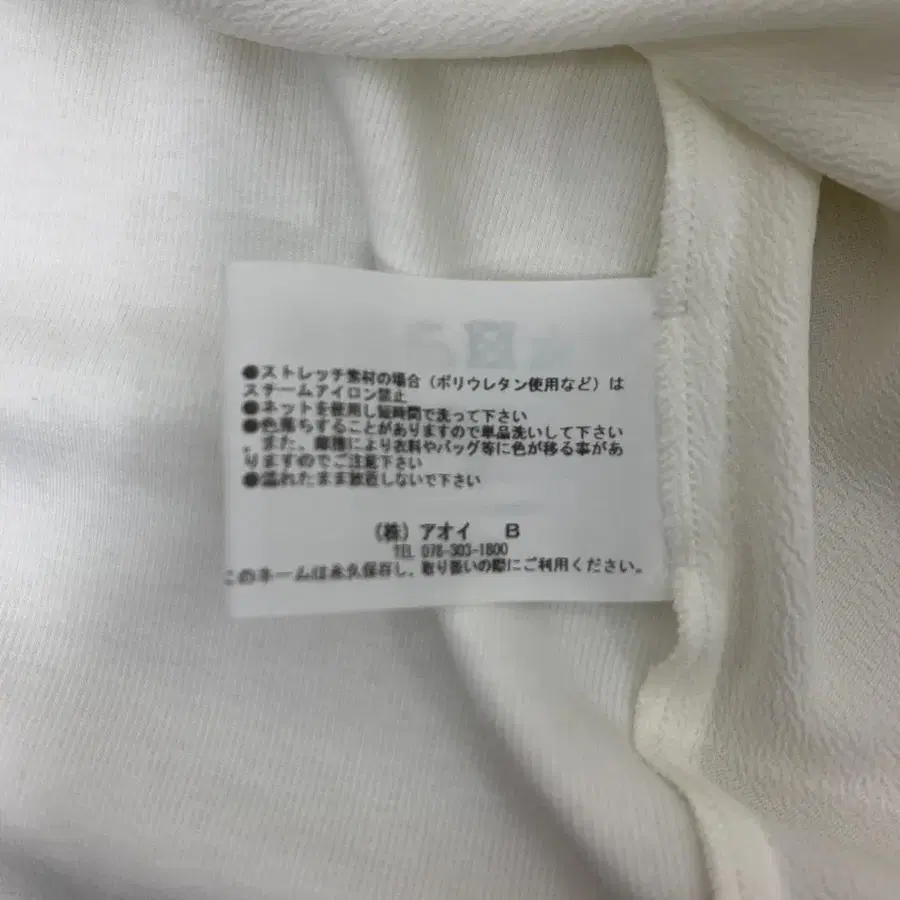 ●ストレッチ素材の場合（ポリウレタン使用など）は
スチームアイロン禁止
●ネットを使用し短時間で洗って下さい
●色落ちすることがありますので単品洗いして下さい
。また、摩擦により衣料やバッグ等に色が移る事があ
りますのでご注意下さい
●濡れたまま放置しないで下さい
（株）アオイ B
TEL 078-303-1800
このネームは永久保存し、取り扱いの際にご利用ください。